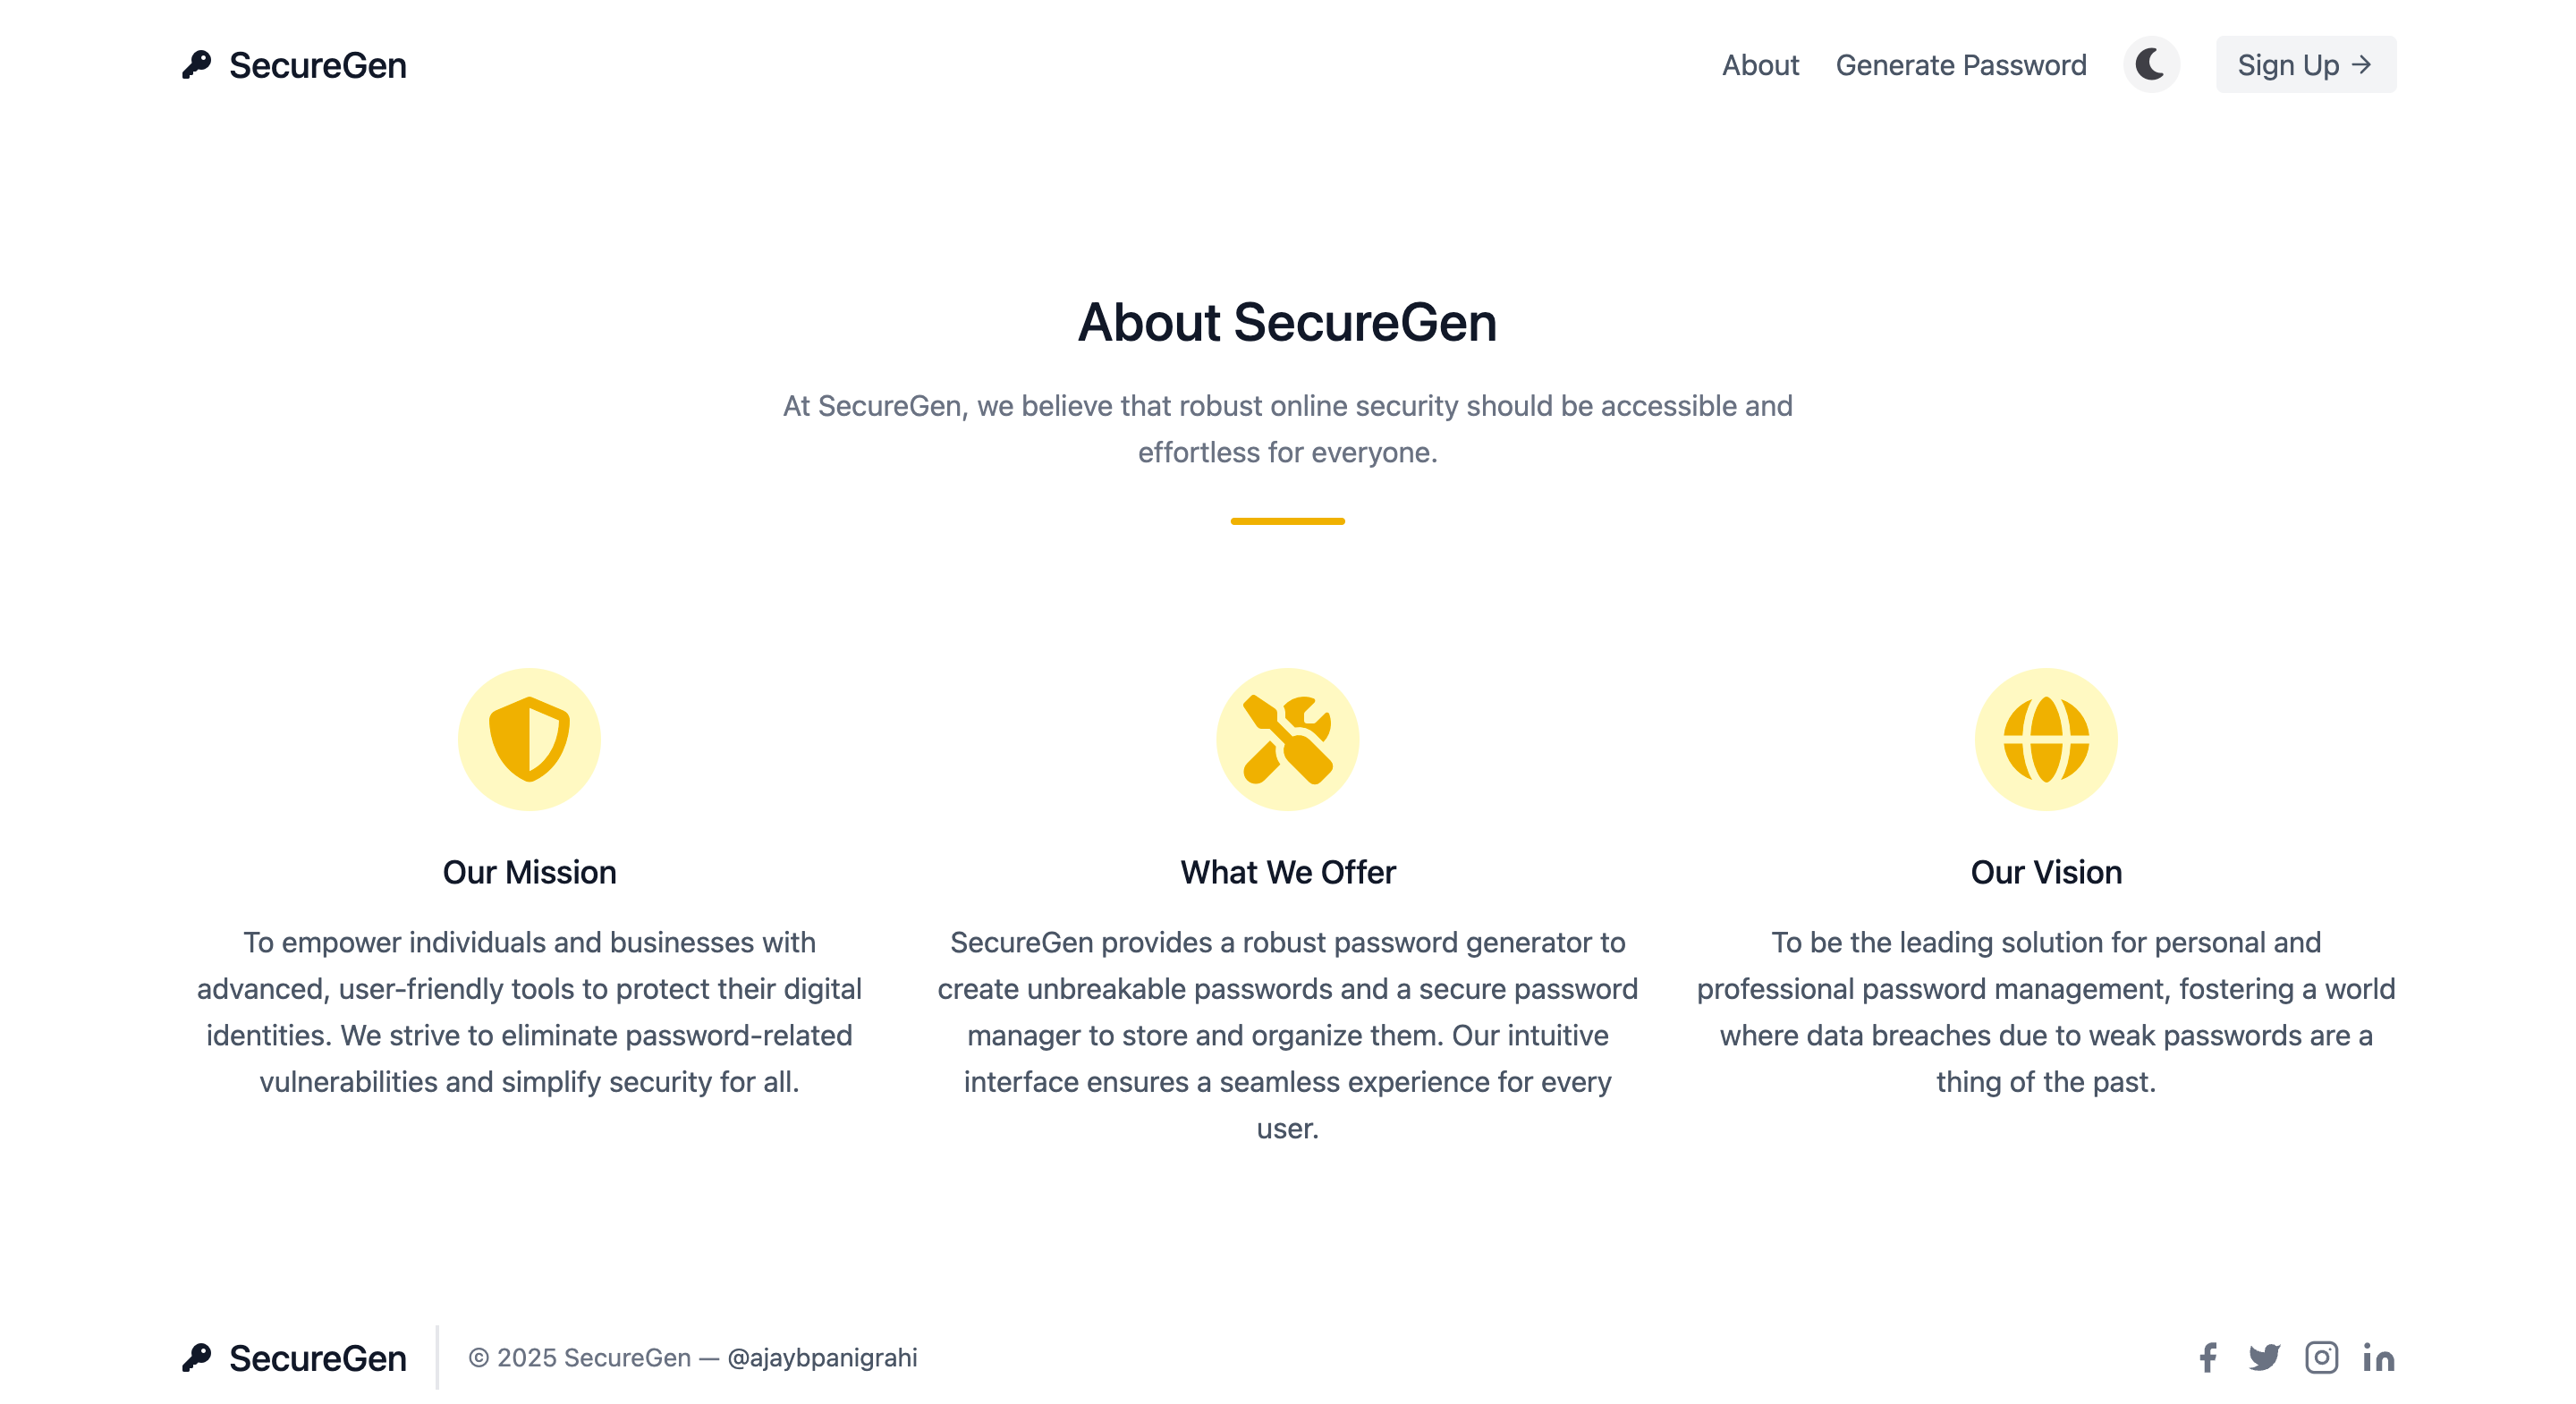 SecureGen
About
Generate Password
Sign Up →
About SecureGen
At SecureGen, we believe that robust online security should be accessible and
effortless for everyone.
Our Mission
To empower individuals and businesses with
advanced, user-friendly tools to protect their digital
identities. We strive to eliminate password-related
vulnerabilities and simplify security for all.
What We Offer
SecureGen provides a robust password generator to
create unbreakable passwords and a secure password
manager to store and organize them. Our intuitive
interface ensures a seamless experience for every
user.
Our Vision
To be the leading solution for personal and
professional password management, fostering a world
where data breaches due to weak passwords are a
thing of the past.
SecureGen
© 2025 SecureGen — @ajaybpanigrahi